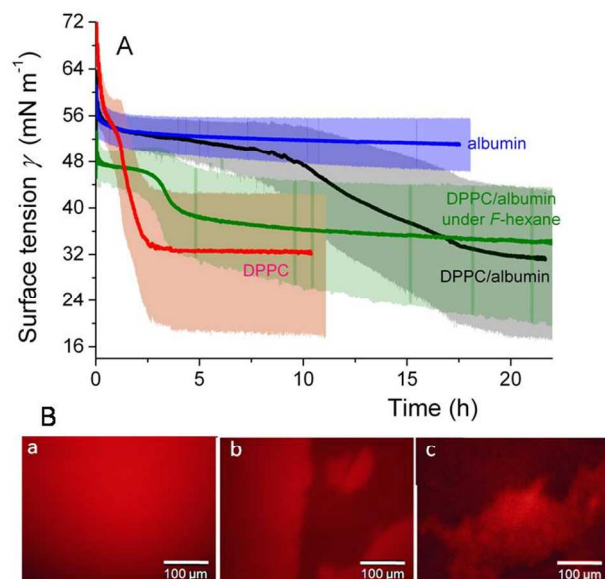 A
Surface tension γ (mN m⁻¹)
72
64
56
48
40
32
24
16
albumin
DPPC/albumin
under F-hexane
DPPC
DPPC/albumin
0
5
10
15
20
Time (h)
B
a
b
c
100 µm
100 µm
100 µm